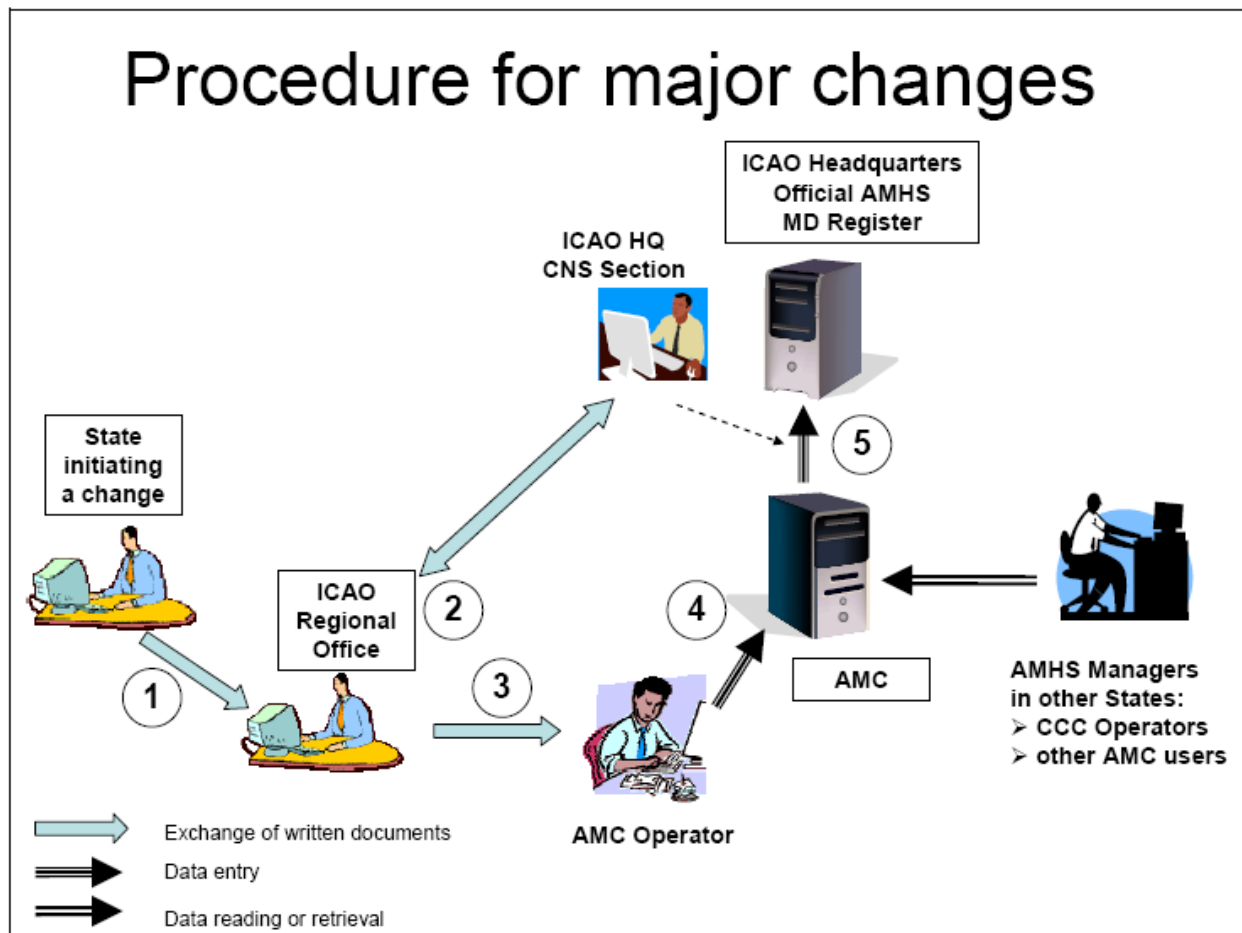 Procedure for major changes
ICAO Headquarters
Official AMHS
MD Register
ICAO HQ
CNS Section
5
State
initiating
a change
ICAO
Regional
Office
2
4
1
3
AMC
AMHS Managers
in other States:
➢ CCC Operators
➢ other AMC users
AMC Operator
Exchange of written documents
Data entry
Data reading or retrieval